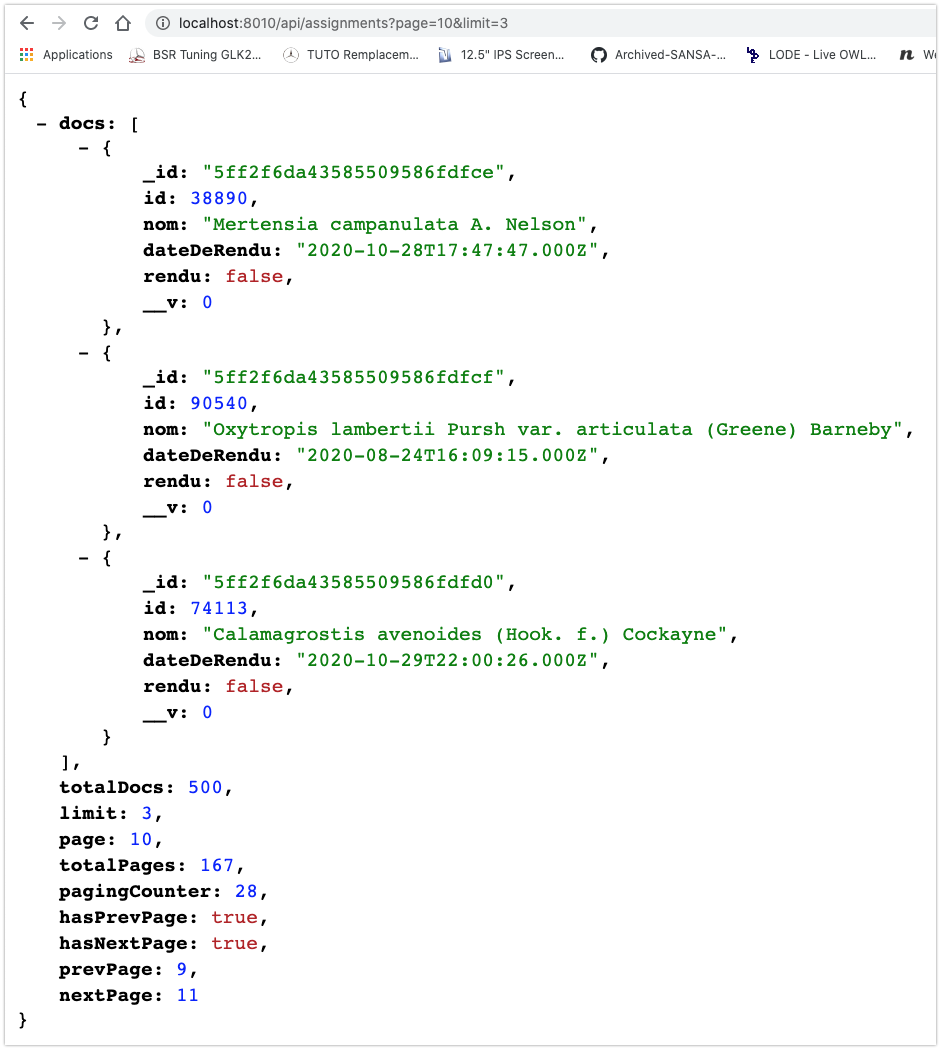 localhost:8010/api/assignments?page=10&limit=3
Applications BSR Tuning GLK2... TUTO Remplacem... 12.5" IPS Screen... Archived-SANSA-... LODE - Live OWL... We
{
– docs: [
– {
_id: "5ff2f6da43585509586fdfce",
id: 38890,
nom: "Mertensia campanulata A. Nelson",
dateDeRendu: "2020-10-28T17:47:47.000Z",
rendu: false,
__v: 0
},
– {
_id: "5ff2f6da43585509586fdfcf",
id: 90540,
nom: "Oxytropis lambertii Pursh var. articulata (Greene) Barneby",
dateDeRendu: "2020-08-24T16:09:15.000Z",
rendu: false,
__v: 0
},
– {
_id: "5ff2f6da43585509586fdfd0",
id: 74113,
nom: "Calamagrostis avenoides (Hook. f.) Cockayne",
dateDeRendu: "2020-10-29T22:00:26.000Z",
rendu: false,
__v: 0
}
],
totalDocs: 500,
limit: 3,
page: 10,
totalPages: 167,
pagingCounter: 28,
hasPrevPage: true,
hasNextPage: true,
prevPage: 9,
nextPage: 11
}